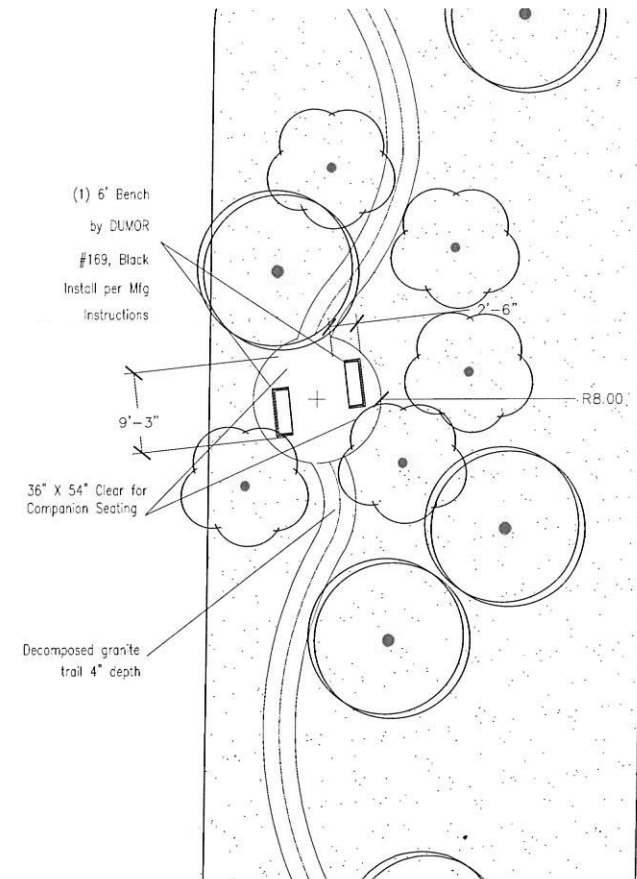 (1) 6' Bench
by DUMOR
#169, Black
Install per Mfg
Instructions
2'-6"
9'-3"
R8.00
36" X 54" Clear for
Companion Seating
Decomposed granite
trail 4" depth